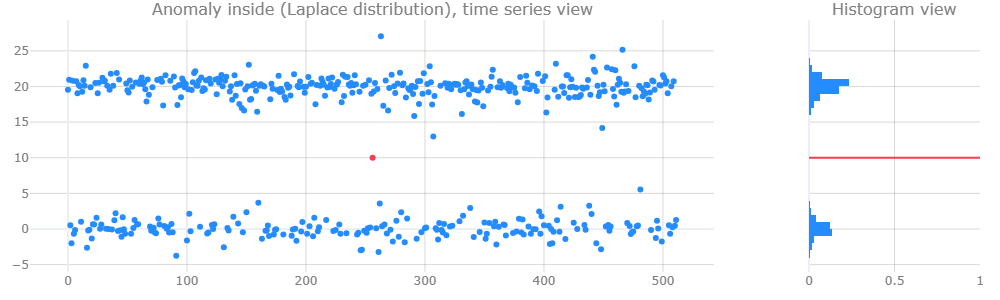 Anomaly inside (Laplace distribution), time series view
Histogram view
25
20
15
10
5
0
−5
0 100 200 300 400 500
0 0.5 1